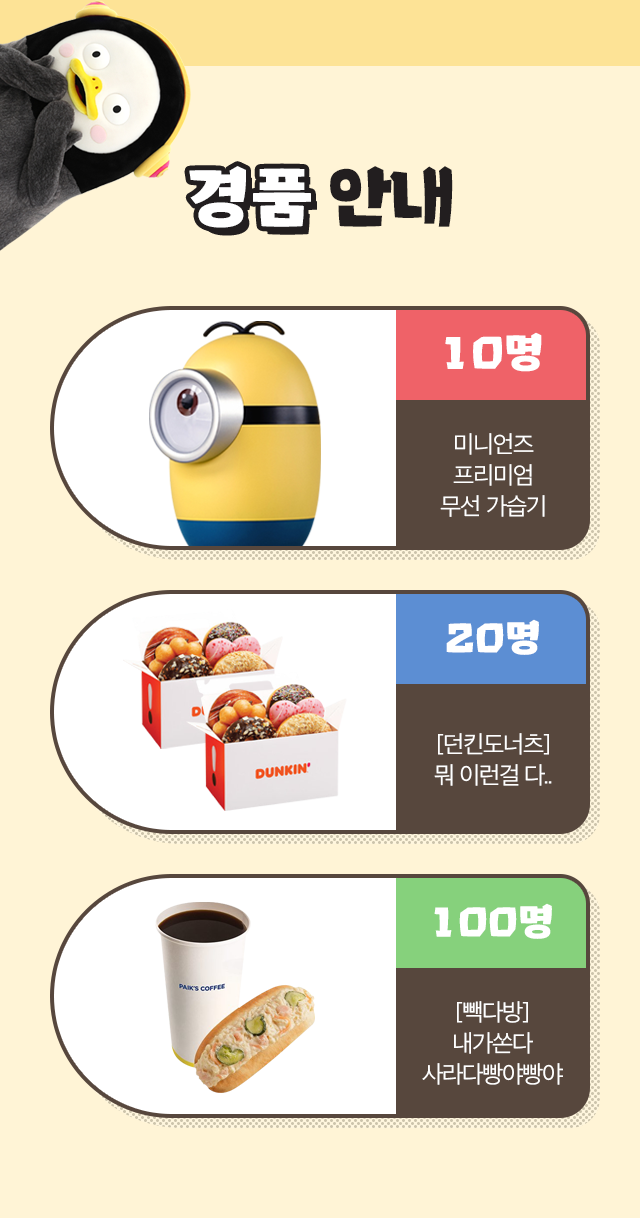 경품 안내
10명
미니언즈
프리미엄
무선 가습기
20명
[던킨도너츠]
뭐 이런걸 다..
DU
DUNKIN'
100명
[빽다방]
내가쏜다
사라다빵야빵야
PAIK'S COFFEE